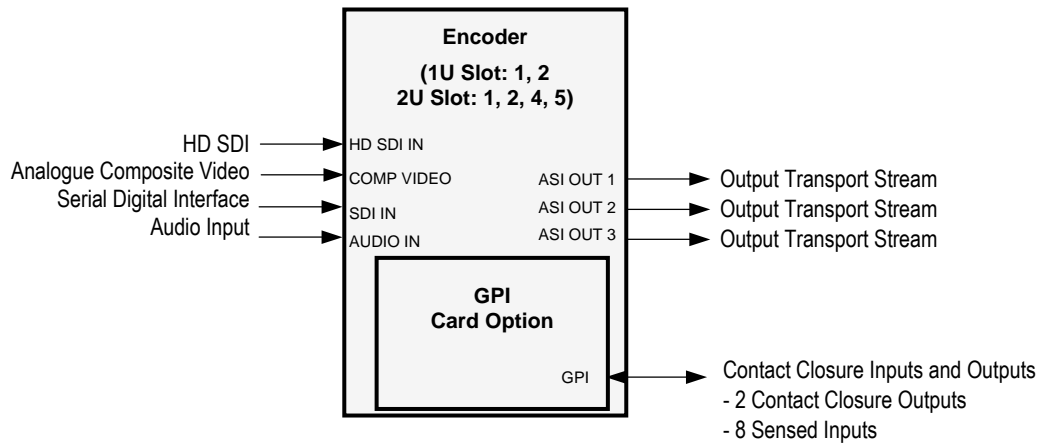 Encoder
(1U Slot: 1, 2
2U Slot: 1, 2, 4, 5)
HD SDI
HD SDI IN
Analogue Composite Video
COMP VIDEO
ASI OUT 1
Output Transport Stream
Serial Digital Interface
SDI IN
ASI OUT 2
Output Transport Stream
Audio Input
AUDIO IN
ASI OUT 3
Output Transport Stream
GPI
Card Option
GPI
Contact Closure Inputs and Outputs
- 2 Contact Closure Outputs
- 8 Sensed Inputs